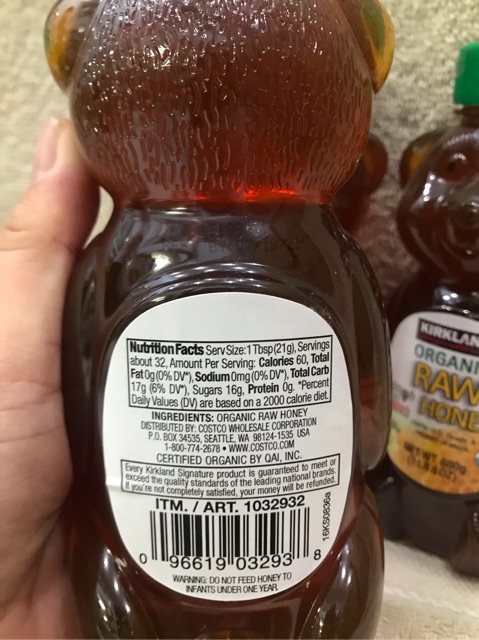 Nutrition Facts Serv Size: 1 Tbsp (21g), Servings
about 32, Amount Per Serving: Calories 60, Total
Fat 0g (0% DV*), Sodium 0mg (0% DV*), Total Carb
17g (6% DV*), Sugars 16g, Protein 0g. *Percent
Daily Values (DV) are based on a 2000 calorie diet.
INGREDIENTS: ORGANIC RAW HONEY
DISTRIBUTED BY: COSTCO WHOLESALE CORPORATION
P.O. BOX 34535, SEATTLE, WA 98124-1535 USA
1-800-774-2678 • WWW.COSTCO.COM
CERTIFIED ORGANIC BY QAI, INC.
Every Kirkland Signature product is guaranteed to meet or
exceed the quality standards of the leading national brands.
If you're not completely satisfied, your money will be refunded.
ITM. / ART. 1032932
16KS0836a
0 96619 03293 8
WARNING: DO NOT FEED HONEY TO
INFANTS UNDER ONE YEAR.
KIRKLAN
ORGANI
RAW
HONE